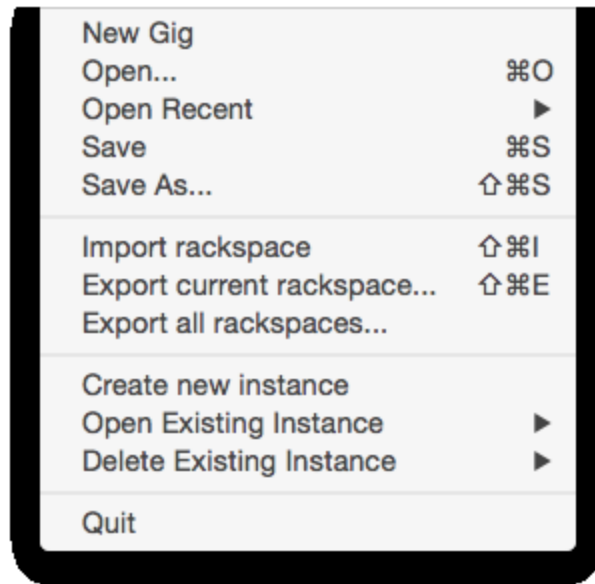 New Gig
Open... ⌘O
Open Recent ▶
Save ⌘S
Save As... ⇧⌘S
Import rackspace ⇧⌘I
Export current rackspace... ⇧⌘E
Export all rackspaces...
Create new instance
Open Existing Instance ▶
Delete Existing Instance ▶
Quit